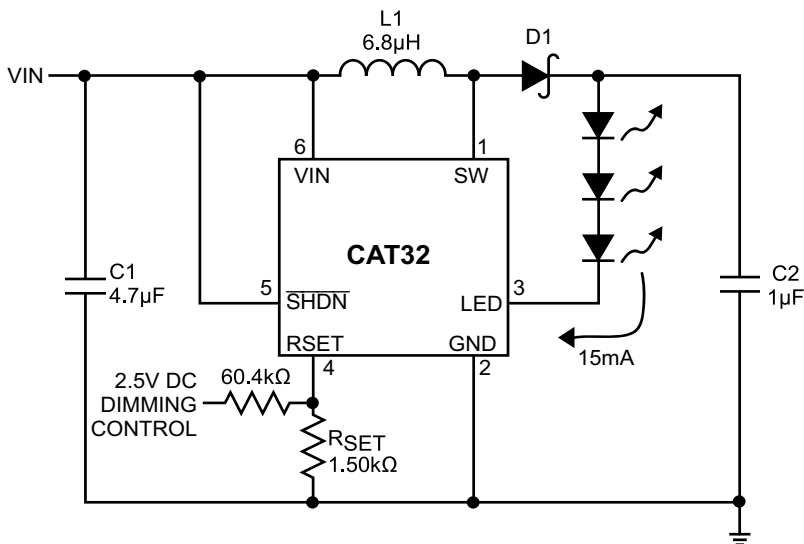 L1
6.8µH
D1
VIN
6
1
VIN
SW
CAT32
C1
4.7µF
5
SHDN
LED
3
C2
1µF
RSET
GND
15mA
4
2
2.5V DC
DIMMING
CONTROL
60.4kΩ
RSET
1.50kΩ